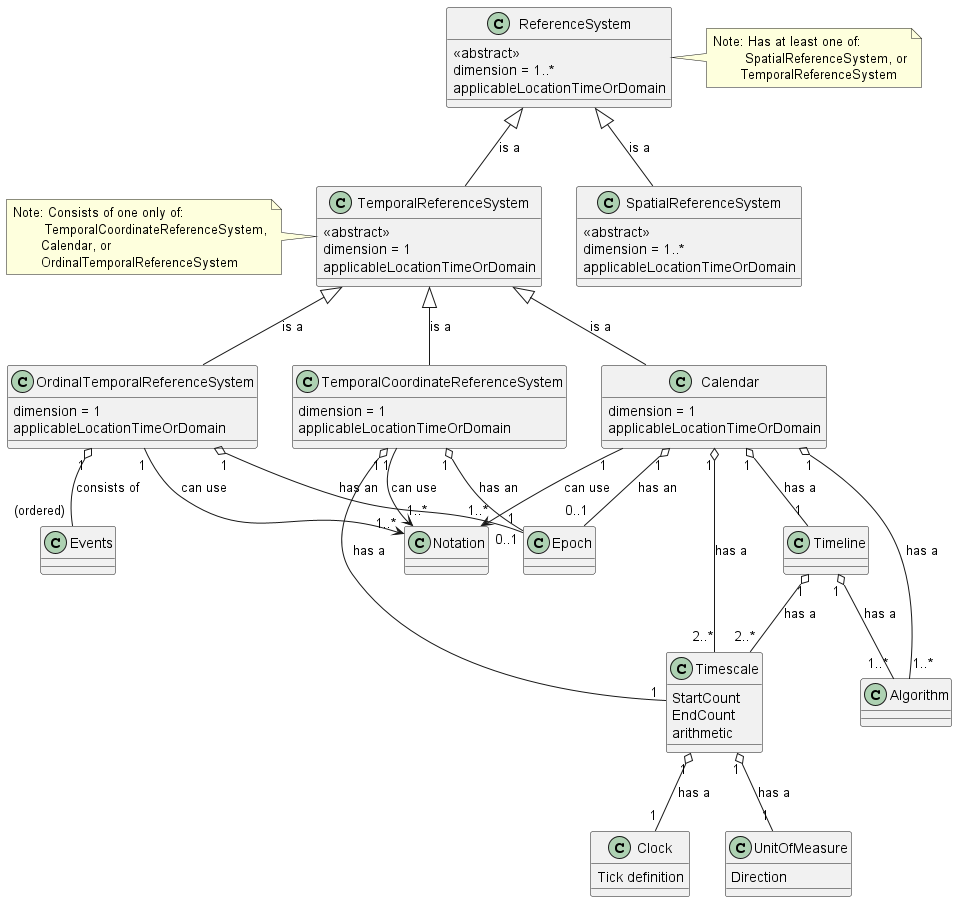 C ReferenceSystem
«abstract»
dimension = 1..*
applicableLocationTimeOrDomain
Note: Has at least one of:
SpatialReferenceSystem, or
TemporalReferenceSystem
is a
is a
Note: Consists of one only of:
TemporalCoordinateReferenceSystem,
Calendar, or
OrdinalTemporalReferenceSystem
C TemporalReferenceSystem
«abstract»
dimension = 1
applicableLocationTimeOrDomain
C SpatialReferenceSystem
«abstract»
dimension = 1..*
applicableLocationTimeOrDomain
is a
is a
is a
C OrdinalTemporalReferenceSystem
dimension = 1
applicableLocationTimeOrDomain
C TemporalCoordinateReferenceSystem
dimension = 1
applicableLocationTimeOrDomain
C Calendar
dimension = 1
applicableLocationTimeOrDomain
1
1
1
1
1
1
1
1
1
1
1
consists of
can use
has an
can use
has an
can use
has an
has a
(ordered)
1..*
1..*
1..*
1
0..1
0..1
1
C Events
C Notation
C Epoch
C Timeline
has a
has a
has a
1
1
has a
has a
2..*
2..*
1..*
1..*
1
C Timescale
StartCount
EndCount
arithmetic
C Algorithm
1
1
has a
has a
1
1
C Clock
Tick definition
C UnitOfMeasure
Direction